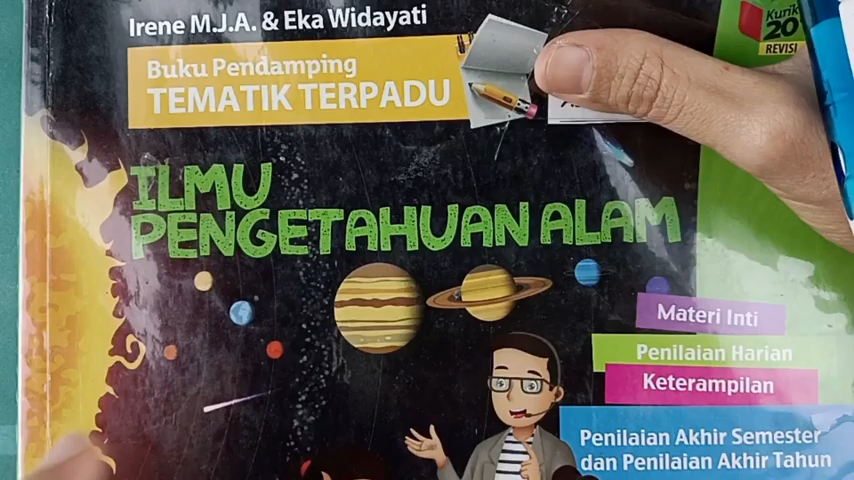 Irene M.J.A. & Eka Widayati
Buku Pendamping
TEMATIK TERPADU
ILMU
PENGETAHUAN ALAM
REVISI
Materi Inti
Penilaian Harian
Keterampilan
Penilaian Akhir Semester
dan Penilaian Akhir Tahun